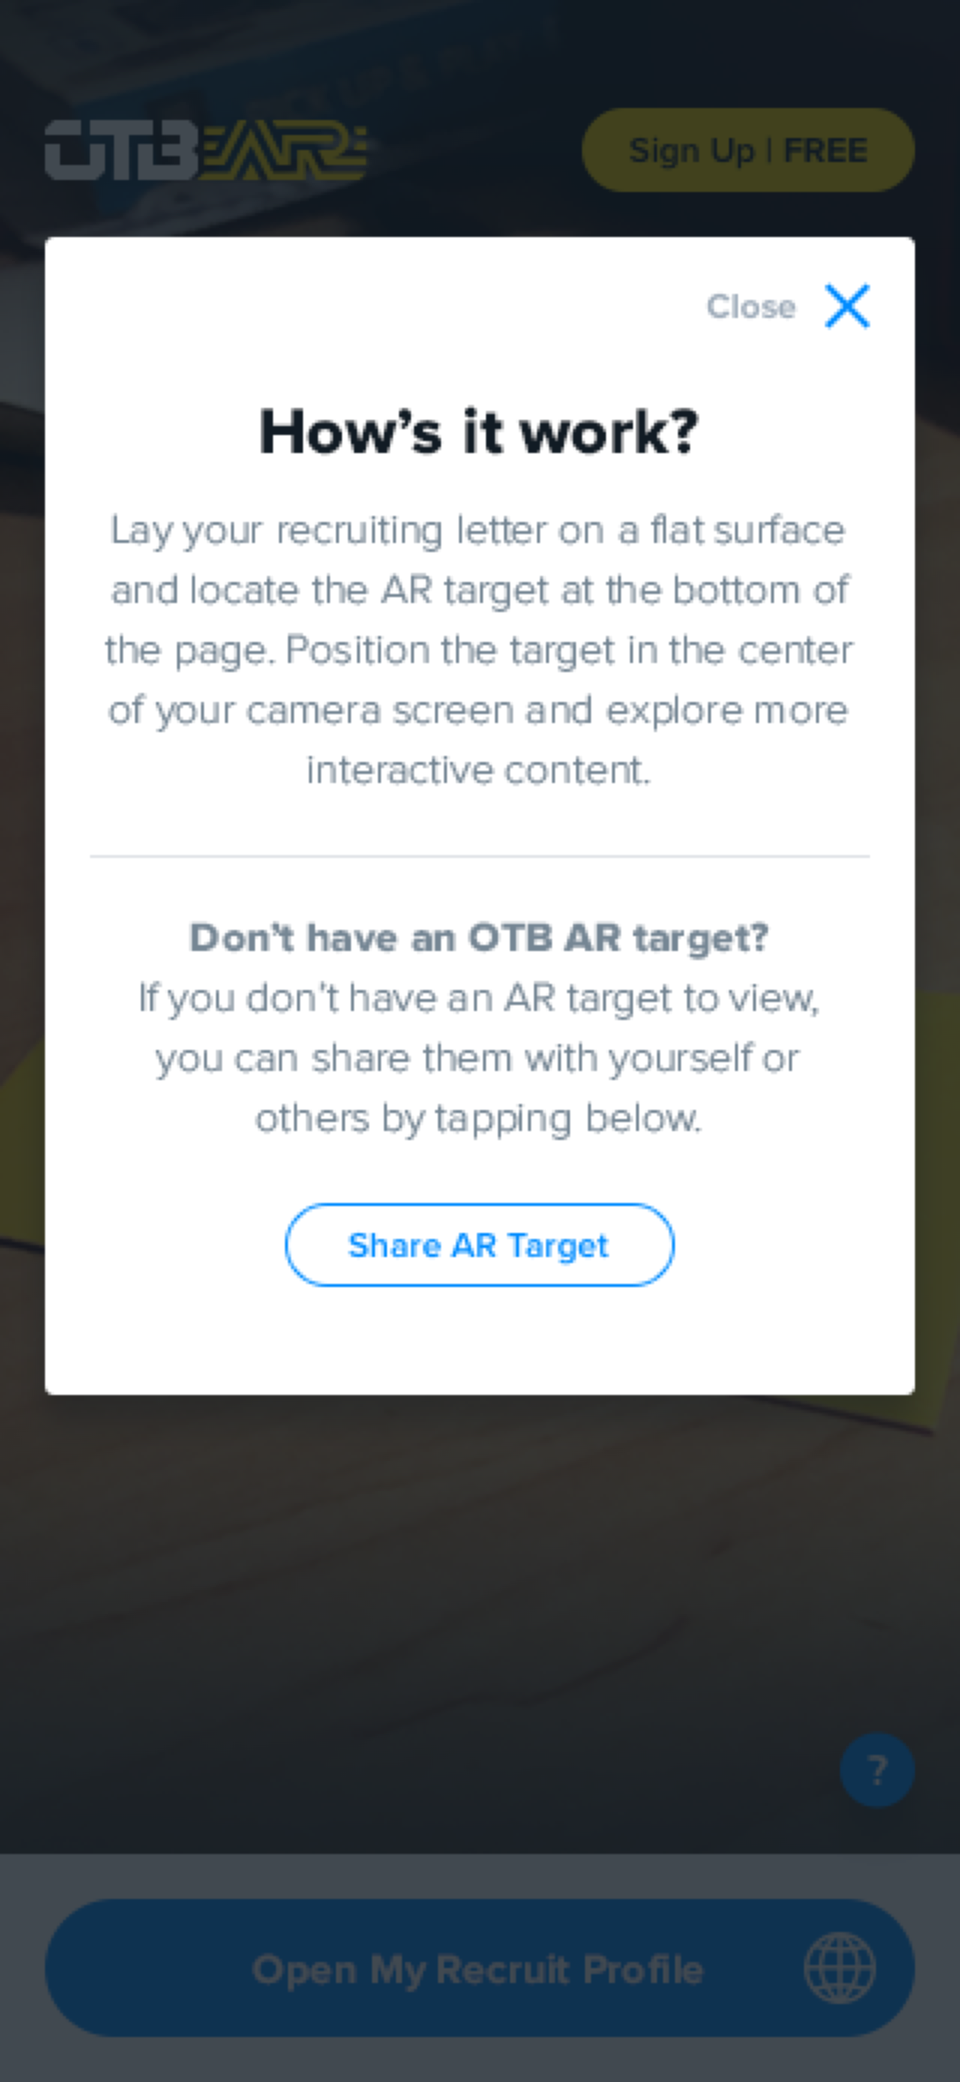 OTB AR
Sign Up | FREE
Close
How's it work?
Lay your recruiting letter on a flat surface
and locate the AR target at the bottom of
the page. Position the target in the center
of your camera screen and explore more
interactive content.
Don't have an OTB AR target?
If you don't have an AR target to view,
you can share them with yourself or
others by tapping below.
Share AR Target
?
Open My Recruit Profile